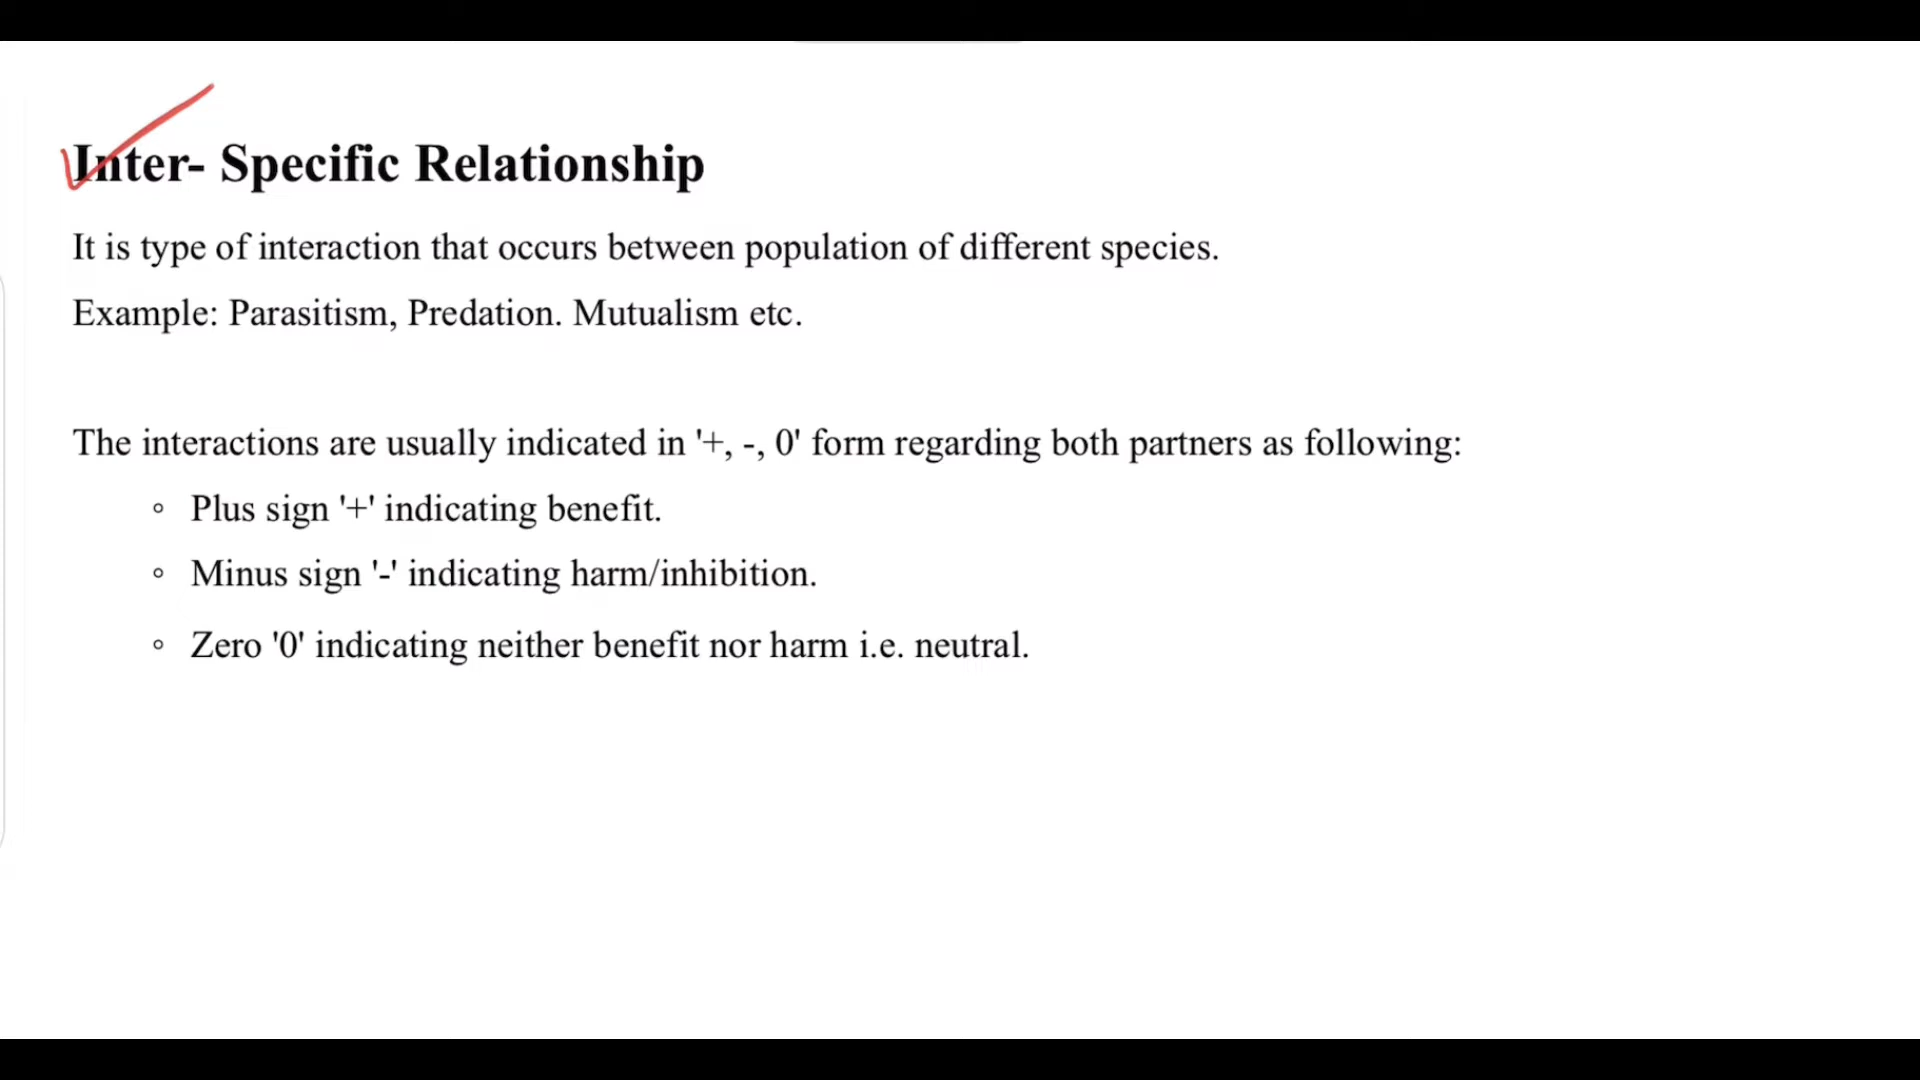 Inter- Specific Relationship
It is type of interaction that occurs between population of different species.
Example: Parasitism, Predation. Mutualism etc.
The interactions are usually indicated in '+, -, 0' form regarding both partners as following:
◦ Plus sign '+' indicating benefit.
◦ Minus sign '-' indicating harm/inhibition.
◦ Zero '0' indicating neither benefit nor harm i.e. neutral.